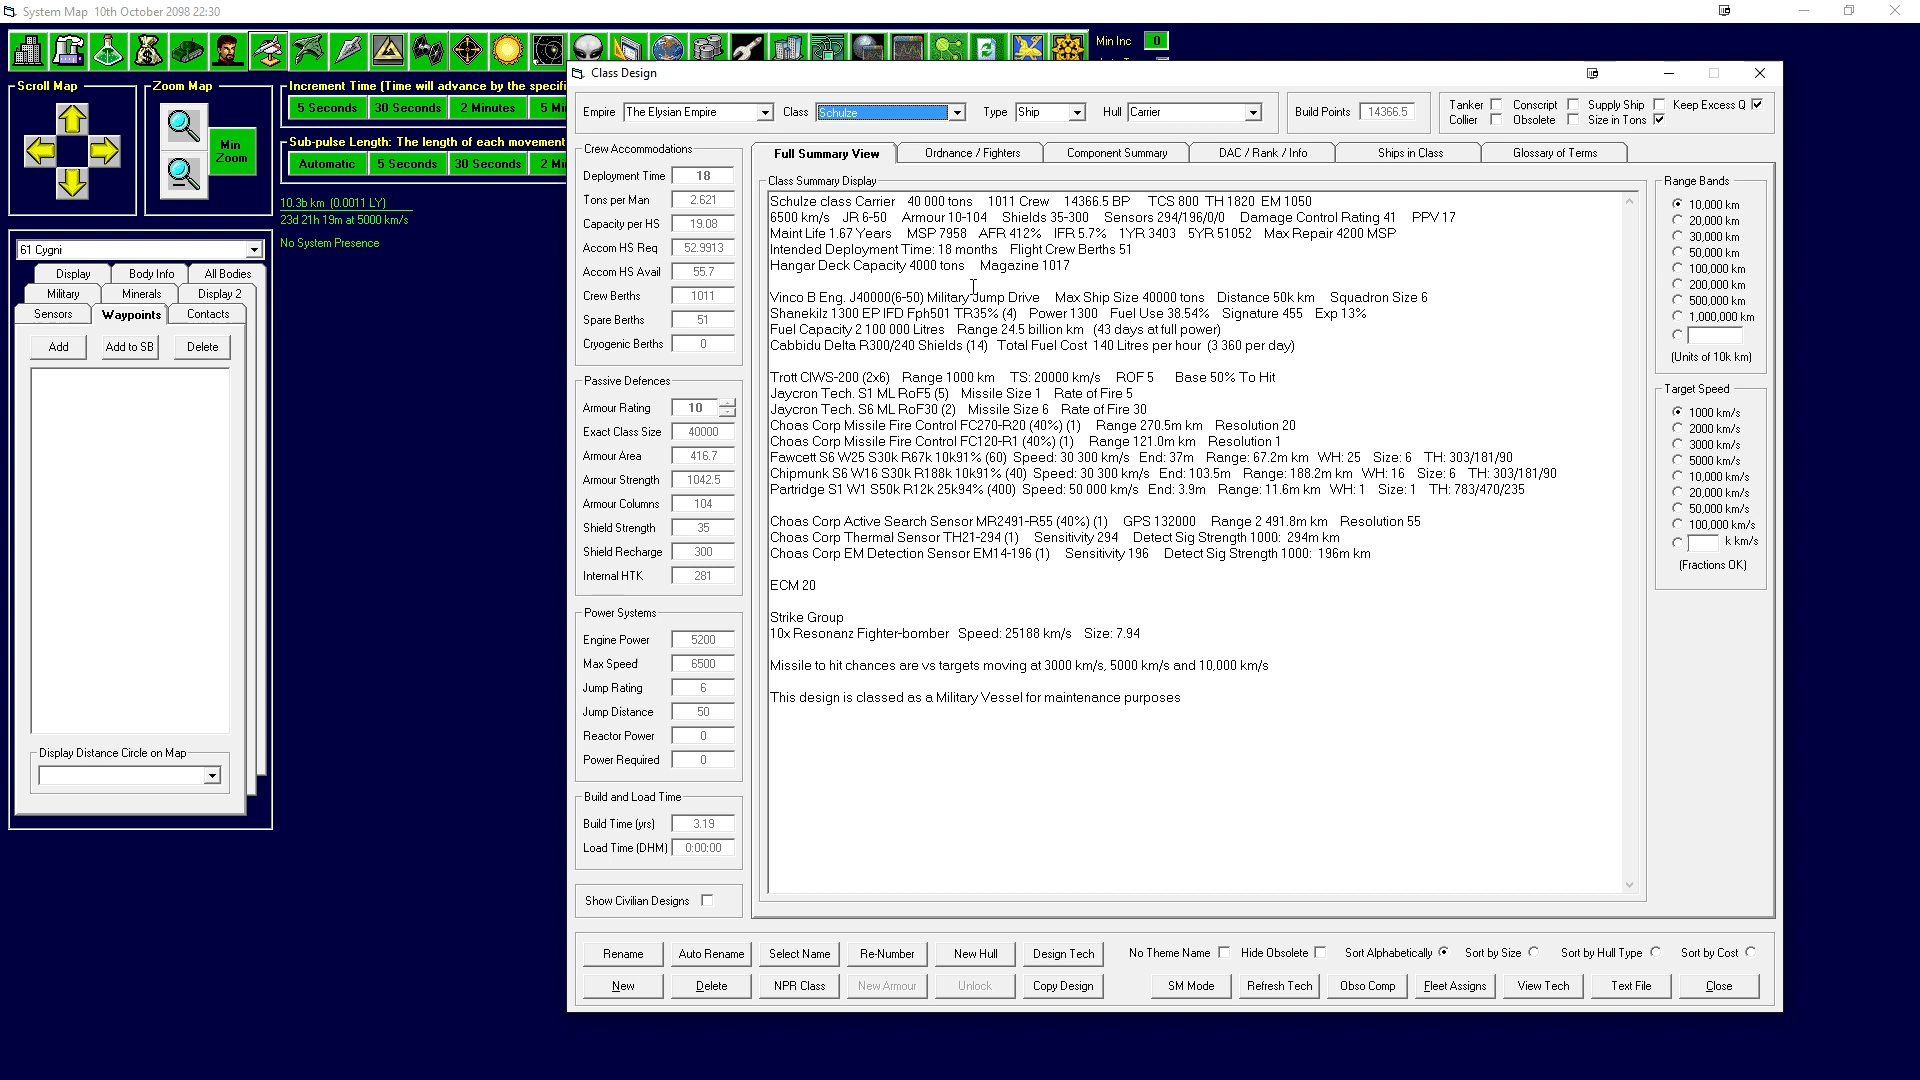 System Map   10th October 2098 22:30
Min Inc 0
Scroll Map
Zoom Map
Min Zoom
Increment Time (Time will advance by the specifi
5 Seconds 30 Seconds 2 Minutes 5 Mi
Sub-pulse Length: The length of each movement
Automatic 5 Seconds 30 Seconds 2 Mi
10.3b km (0.0011 LY)
23d 21h 19m at 5000 km/s
No System Presence
61 Cygni
Display Body Info All Bodies
Military Minerals Display 2
Sensors Waypoints Contacts
Add Add to SB Delete
Display Distance Circle on Map
Class Design
Empire The Elysian Empire Class Schulze Type Ship Hull Carrier Build Points 14366.5
Tanker Conscript Supply Ship Keep Excess Q
Collier Obsolete Size in Tons
Crew Accommodations
Deployment Time 18
Tons per Man 2.621
Capacity per HS 19.08
Accom HS Req 52.9913
Accom HS Avail 55.7
Crew Berths 1011
Spare Berths 51
Cryogenic Berths 0
Passive Defences
Armour Rating 10
Exact Class Size 40000
Armour Area 416.7
Armour Strength 1042.5
Armour Columns 104
Shield Strength 35
Shield Recharge 300
Internal HTK 281
Power Systems
Engine Power 5200
Max Speed 6500
Jump Rating 6
Jump Distance 50
Reactor Power 0
Power Required 0
Build and Load Time
Build Time (yrs) 3.19
Load Time (DHM) 0:00:00
Show Civilian Designs
Full Summary View Ordnance / Fighters Component Summary DAC / Rank / Info Ships in Class Glossary of Terms
Class Summary Display
Schulze class Carrier 40 000 tons 1011 Crew 14366.5 BP TCS 800 TH 1820 EM 1050
6500 km/s JR 6-50 Armour 10-104 Shields 35-300 Sensors 294/196/0/0 Damage Control Rating 41 PPV 17
Maint Life 1.67 Years MSP 7958 AFR 412% IFR 5.7% 1YR 3403 5YR 51052 Max Repair 4200 MSP
Intended Deployment Time: 18 months Flight Crew Berths 51
Hangar Deck Capacity 4000 tons Magazine 1017
Vinco B Eng. J40000(6-50) Military Jump Drive Max Ship Size 40000 tons Distance 50k km Squadron Size 6
Shanekilz 1300 EP IFD Fph501 TR35% (4) Power 1300 Fuel Use 38.54% Signature 455 Exp 13%
Fuel Capacity 2 100 000 Litres Range 24.5 billion km (43 days at full power)
Cabbidu Delta R300/240 Shields (14) Total Fuel Cost 140 Litres per hour (3 360 per day)
Trott CIWS-200 (2x6) Range 1000 km TS: 20000 km/s ROF 5 Base 50% To Hit
Jaycron Tech. S1 ML RoF5 (5) Missile Size 1 Rate of Fire 5
Jaycron Tech. S6 ML RoF30 (2) Missile Size 6 Rate of Fire 30
Choas Corp Missile Fire Control FC270-R20 (40%) (1) Range 270.5m km Resolution 20
Choas Corp Missile Fire Control FC120-R1 (40%) (1) Range 121.0m km Resolution 1
Fawcett S6 W25 S30k R67k 10k91% (60) Speed: 30 300 km/s End: 37m Range: 67.2m km WH: 25 Size: 6 TH: 303/181/90
Chipmunk S6 W16 S30k R188k 10k91% (40) Speed: 30 300 km/s End: 103.5m Range: 188.2m km WH: 16 Size: 6 TH: 303/181/90
Partridge S1 W1 S50k R12k 25k94% (400) Speed: 50 000 km/s End: 3.9m Range: 11.6m km WH: 1 Size: 1 TH: 783/470/235
Choas Corp Active Search Sensor MR2491-R55 (40%) (1) GPS 132000 Range 2 491.8m km Resolution 55
Choas Corp Thermal Sensor TH21-294 (1) Sensitivity 294 Detect Sig Strength 1000: 294m km
Choas Corp EM Detection Sensor EM14-196 (1) Sensitivity 196 Detect Sig Strength 1000: 196m km
ECM 20
Strike Group
10x Resonanz Fighter-bomber Speed: 25188 km/s Size: 7.94
Missile to hit chances are vs targets moving at 3000 km/s, 5000 km/s and 10,000 km/s
This design is classed as a Military Vessel for maintenance purposes
Range Bands
10,000 km
20,000 km
30,000 km
50,000 km
100,000 km
200,000 km
500,000 km
1,000,000 km
(Units of 10k km)
Target Speed
1000 km/s
2000 km/s
3000 km/s
5000 km/s
10,000 km/s
20,000 km/s
50,000 km/s
100,000 km/s
k km/s
(Fractions OK)
Rename Auto Rename Select Name Re-Number New Hull Design Tech No Theme Name Hide Obsolete Sort Alphabetically Sort by Size Sort by Hull Type Sort by Cost
New Delete NPR Class New Armour Unlock Copy Design SM Mode Refresh Tech Obso Comp Fleet Assigns View Tech Text File Close